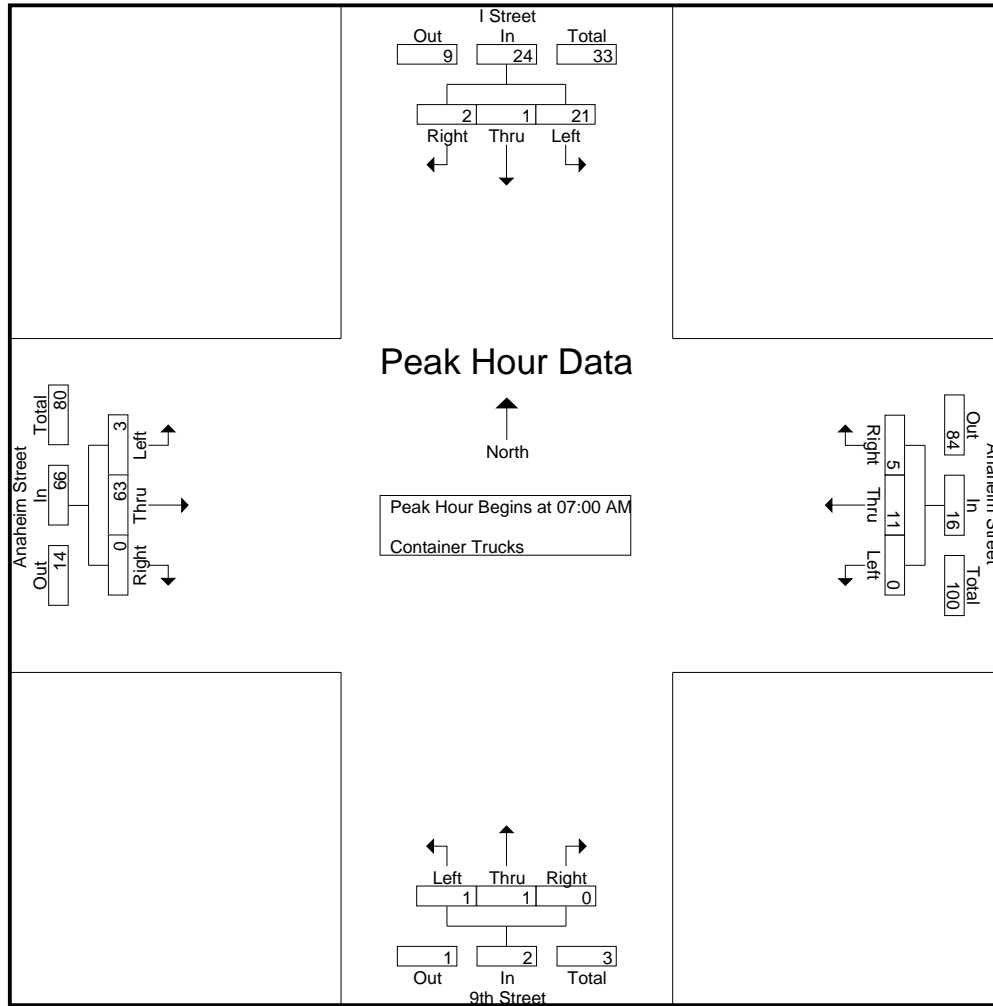 I Street
Out In Total
9 24 33
2 1 21
Right Thru Left
Peak Hour Data
North
Peak Hour Begins at 07:00 AM
Container Trucks
Anaheim Street
Total In Out
80 66 14
3 63 0
Left Thru Right
Anaheim Street
Out In Total
84 16 100
5 11 0
Right Thru Left
Left Thru Right
1 1 0
1 2 3
Out In Total
9th Street